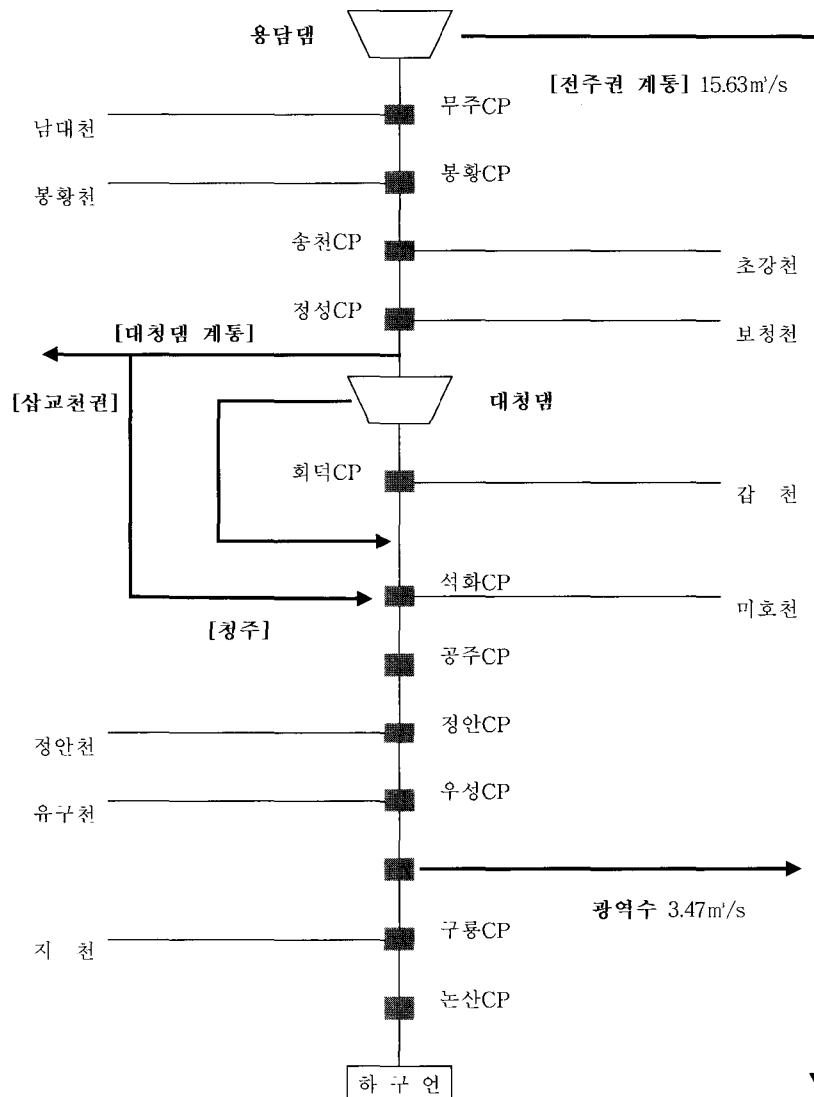 용담댐
[전주권 계통] 15.63㎥/s
무주CP
남대천
봉황CP
봉황천
송천CP
초강천
정성CP
보청천
[대청댐 계통]
[삽교천권]
대청댐
회덕CP
갑 천
석화CP
미호천
[청주]
공주CP
정안CP
정안천
우성CP
유구천
광역수 3.47㎥/s
구룡CP
지 천
논산CP
하 구 언